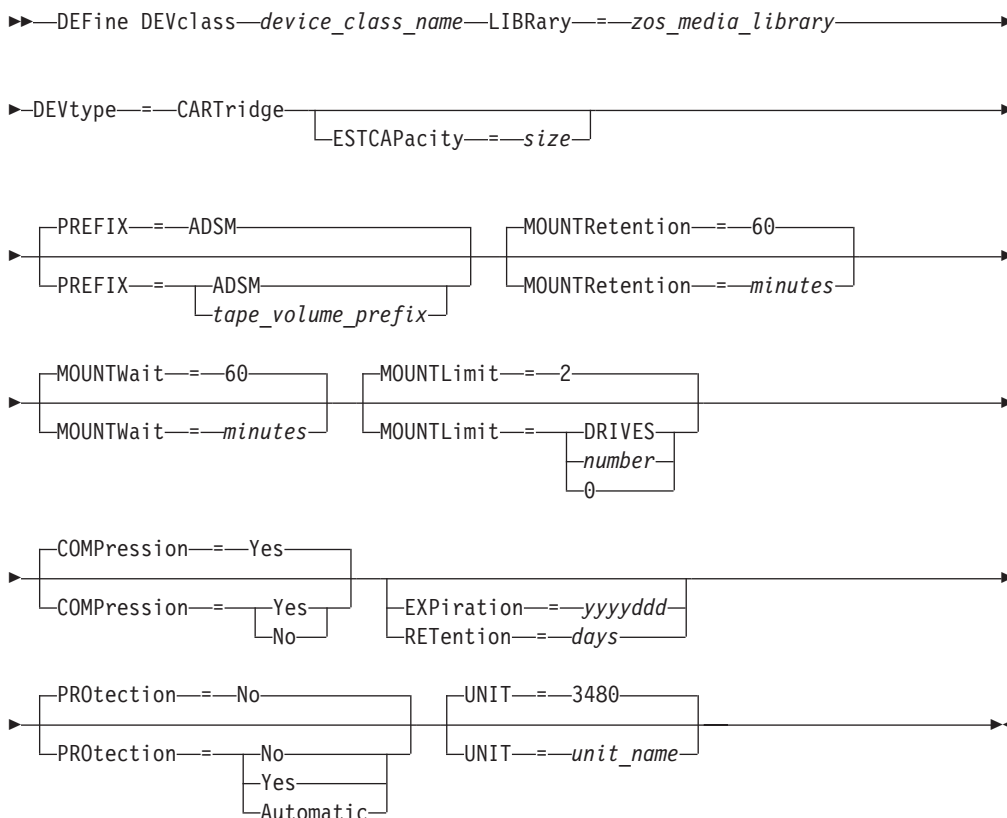 DEFine DEVclass device_class_name LIBRary = zos_media_library
DEVtype = CARTridge
ESTCAPacity = size
PREFIX = ADSM MOUNTRetention = 60
PREFIX = ADSM MOUNTRetention = minutes
tape_volume_prefix
MOUNTWait = 60 MOUNTLimit = 2
MOUNTWait = minutes MOUNTLimit = DRIVES
number
0
COMPression = Yes
COMPression = Yes EXPiration = yyyyddd
No RETention = days
PROtection = No UNIT = 3480
PROtection = No UNIT = unit_name
Yes
Automatic